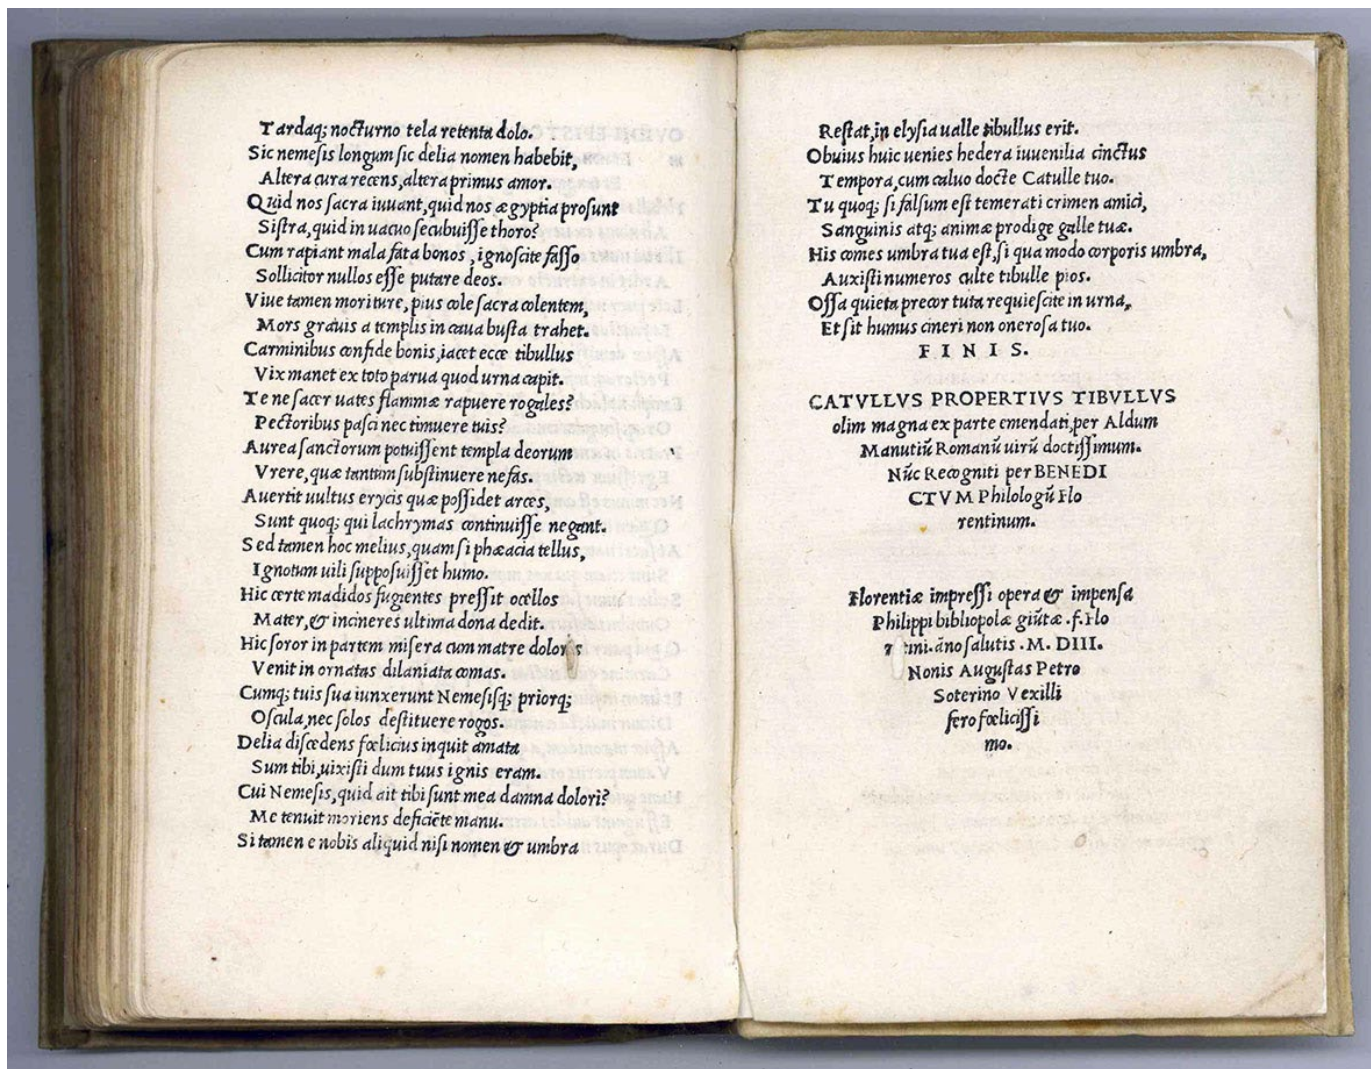 Tardaq; nocturno tela retenta dolo.
Sic nemesis longum sic delia nomen habebit,
Altera cura recens, altera primus amor.
Quid nos sacra iuuant, quid nos ægyptia prosunt
Sistra, quid in uacuo secubuisse thoro?
Cum rapiant mala fata bonos, ignoscite fasso
Sollicitor nullos esse putare deos.
Viue tamen moriture, pius cole sacra colentem,
Mors grauis a templis in caua busta trahet.
Carminibus confide bonis, iacet ecce tibullus
Vix manet ex toto parua quod urna capit.
Te ne sacer uates flammæ rapuere rogales?
Pectoribus pasci nec timuere tuis?
Aurea sanctorum potuissent templa deorum
Vrere, quæ tantum substinuere nefas.
Auertit uultus erycis quæ possidet arces,
Sunt quoq; qui lachrymas continuisse negant.
Sed tamen hoc melius, quam si phæacia tellus,
Ignotum uili supposuisset humo.
Hic certe madidos fugientes pressit ocellos
Mater, & incineres ultima dona dedit.
Hic soror in partem misera cum matre doloris
Venit in ornatas dilaniata comas.
Cumq; tuis sua iunxerunt Nemesisq; priorq;
Oscula, nec solos destituere rogos.
Delia discedens fœlicius inquit amata
Sum tibi, uixisti dum tuus ignis eram.
Cui Nemesis, quid ait tibi sunt mea damna dolori?
Me tenuit moriens deficiēte manu.
Si tamen e nobis aliquid nisi nomen & umbra
Restat, in elysia ualle tibullus erit.
Obuius huic uenies hedera iuuenilia cinctus
Tempora, cum caluo docte Catulle tuo.
Tu quoq; si falsum est temerati crimen amici,
Sanguinis atq; animæ prodige galle tuæ.
His comes umbra tua est, si qua modo corporis umbra,
Auxisti numeros culte tibulle pios.
Ossa quieta precor tuta requiescite in urna,
Et sit humus cineri non onerosa tuo.
F I N I S.
CATVLLVS PROPERTIVS TIBVLLVS
olim magna ex parte emendati, per Aldum
Manutiū Romanū uirū doctissimum.
Nūc Recogniti per BENEDI
CTVM Philologū Flo
rentinum.
Florentiæ impressi opera & impensa
Philippi bibliopolæ giūtæ .f. Flo
tini. āno salutis .M. DIII.
Nonis Augustas Petro
Soterino Vexilli
fero fœlicissi
mo.